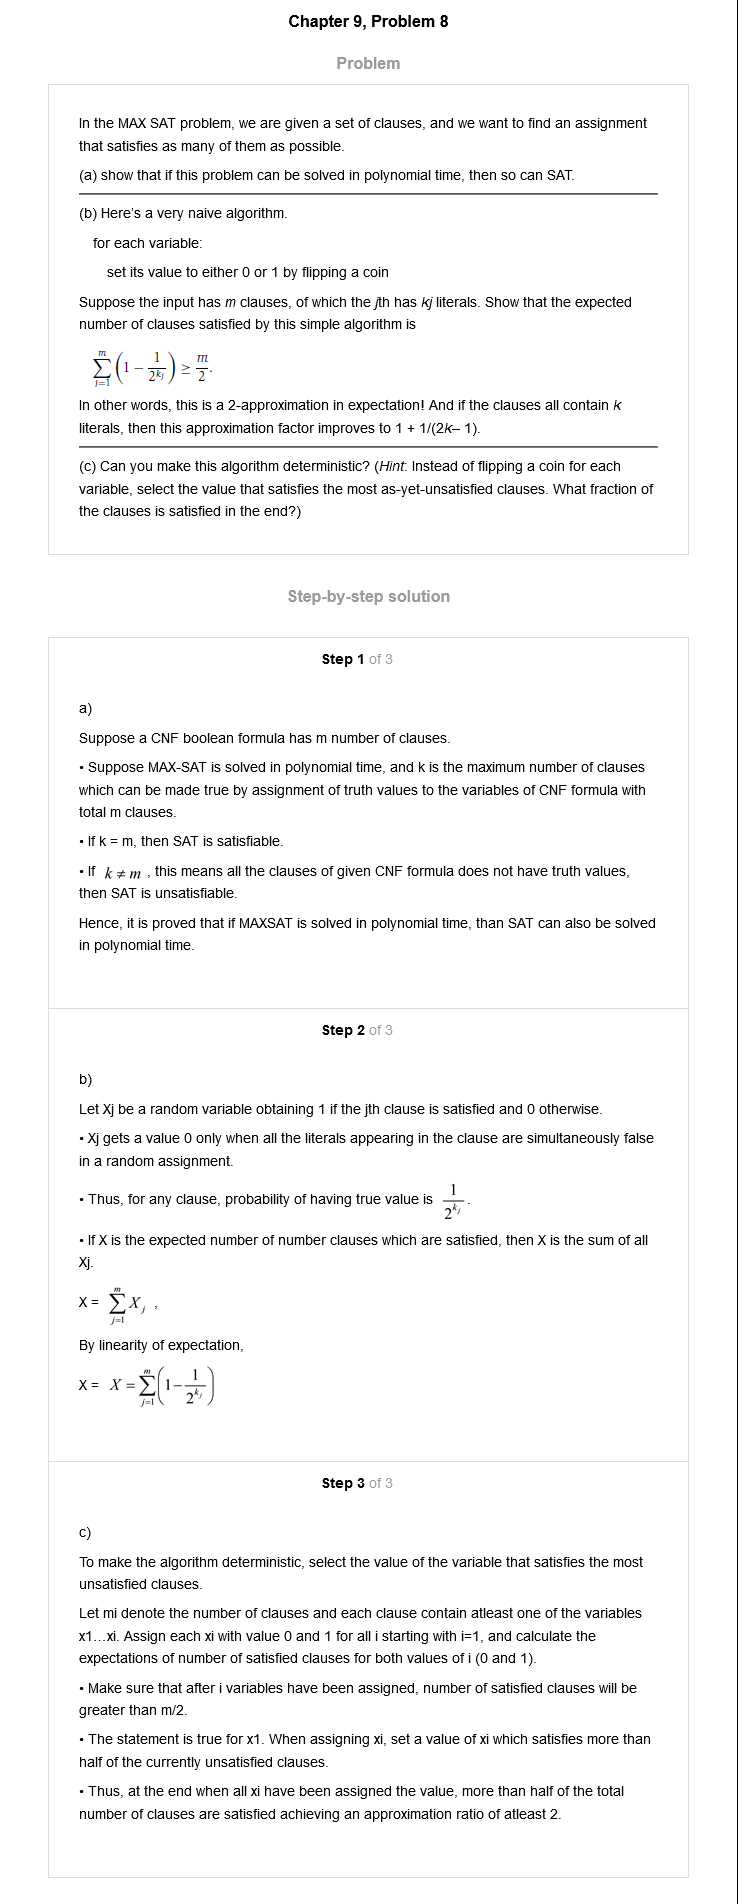 Chapter 9, Problem 8
Problem
In the MAX SAT problem, we are given a set of clauses, and we want to find an assignment
that satisfies as many of them as possible.
(a) show that if this problem can be solved in polynomial time, then so can SAT.
(b) Here's a very naive algorithm.
for each variable:
set its value to either 0 or 1 by flipping a coin
Suppose the input has m clauses, of which the jth has kj literals. Show that the expected
number of clauses satisfied by this simple algorithm is
∑_{j=1}^{m} (1 − 1/2^{k_j}) ≥ m/2.
In other words, this is a 2-approximation in expectation! And if the clauses all contain k
literals, then this approximation factor improves to 1 + 1/(2k– 1).
(c) Can you make this algorithm deterministic? (Hint: Instead of flipping a coin for each
variable, select the value that satisfies the most as-yet-unsatisfied clauses. What fraction of
the clauses is satisfied in the end?)
Step-by-step solution
Step 1 of 3
a)
Suppose a CNF boolean formula has m number of clauses.
• Suppose MAX-SAT is solved in polynomial time, and k is the maximum number of clauses
which can be made true by assignment of truth values to the variables of CNF formula with
total m clauses.
• If k = m, then SAT is satisfiable.
• If k ≠ m , this means all the clauses of given CNF formula does not have truth values,
then SAT is unsatisfiable.
Hence, it is proved that if MAXSAT is solved in polynomial time, than SAT can also be solved
in polynomial time.
Step 2 of 3
b)
Let Xj be a random variable obtaining 1 if the jth clause is satisfied and 0 otherwise.
• Xj gets a value 0 only when all the literals appearing in the clause are simultaneously false
in a random assignment.
• Thus, for any clause, probability of having true value is 1/2^{k_j} .
• If X is the expected number of number clauses which are satisfied, then X is the sum of all
Xj.
X = ∑_{j=1}^{m} X_j ,
By linearity of expectation,
X = X = ∑_{j=1}^{m} (1 − 1/2^{k_j})
Step 3 of 3
c)
To make the algorithm deterministic, select the value of the variable that satisfies the most
unsatisfied clauses.
Let mi denote the number of clauses and each clause contain atleast one of the variables
x1…xi. Assign each xi with value 0 and 1 for all i starting with i=1, and calculate the
expectations of number of satisfied clauses for both values of i (0 and 1).
• Make sure that after i variables have been assigned, number of satisfied clauses will be
greater than m/2.
• The statement is true for x1. When assigning xi, set a value of xi which satisfies more than
half of the currently unsatisfied clauses.
• Thus, at the end when all xi have been assigned the value, more than half of the total
number of clauses are satisfied achieving an approximation ratio of atleast 2.